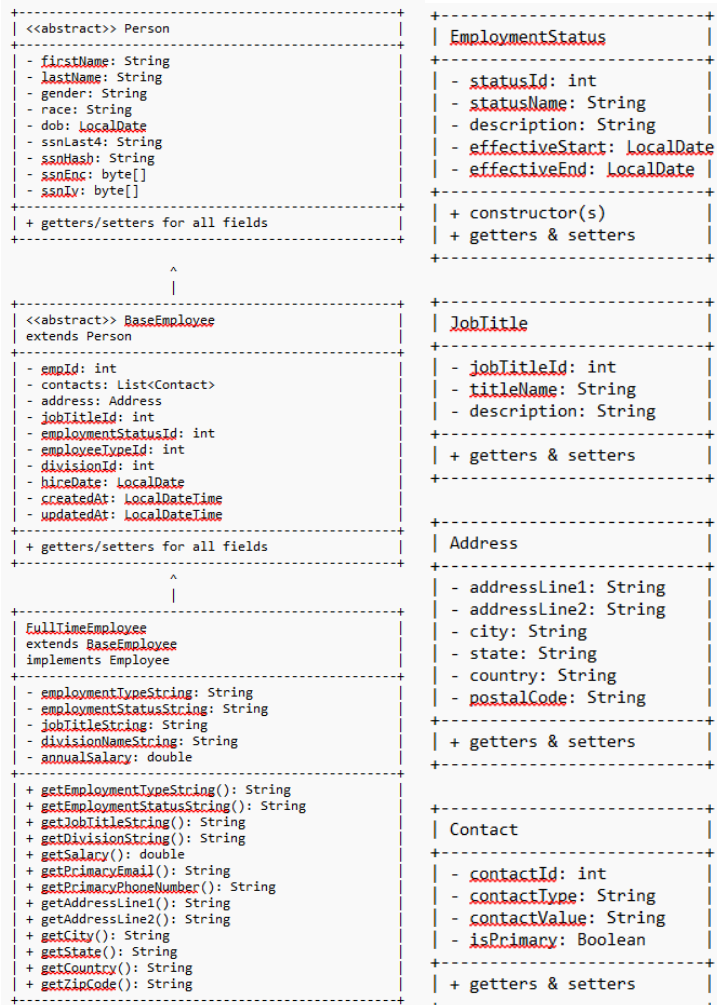 <<abstract>> Person
- firstName: String
- lastName: String
- gender: String
- race: String
- dob: LocalDate
- ssnLast4: String
- ssnHash: String
- ssnEnc: byte[]
- ssnIv: byte[]
+ getters/setters for all fields
^
|
<<abstract>> BaseEmployee
extends Person
- empId: int
- contacts: List<Contact>
- address: Address
- jobTitleId: int
- employmentStatusId: int
- employeeTypeId: int
- divisionId: int
- hireDate: LocalDate
- createdAt: LocalDateTime
- updatedAt: LocalDateTime
+ getters/setters for all fields
^
|
FullTimeEmployee
extends BaseEmployee
implements Employee
- employmentTypeString: String
- employmentStatusString: String
- jobTitleString: String
- divisionNameString: String
- annualSalary: double
+ getEmploymentTypeString(): String
+ getEmploymentStatusString(): String
+ getJobTitleString(): String
+ getDivisionString(): String
+ getSalary(): double
+ getPrimaryEmail(): String
+ getPrimaryPhoneNumber(): String
+ getAddressLine1(): String
+ getAddressLine2(): String
+ getCity(): String
+ getState(): String
+ getCountry(): String
+ getZipCode(): String
EmploymentStatus
- statusId: int
- statusName: String
- description: String
- effectiveStart: LocalDate
- effectiveEnd: LocalDate
+ constructor(s)
+ getters & setters
JobTitle
- jobTitleId: int
- titleName: String
- description: String
+ getters & setters
Address
- addressLine1: String
- addressLine2: String
- city: String
- state: String
- country: String
- postalCode: String
+ getters & setters
Contact
- contactId: int
- contactType: String
- contactValue: String
- isPrimary: Boolean
+ getters & setters